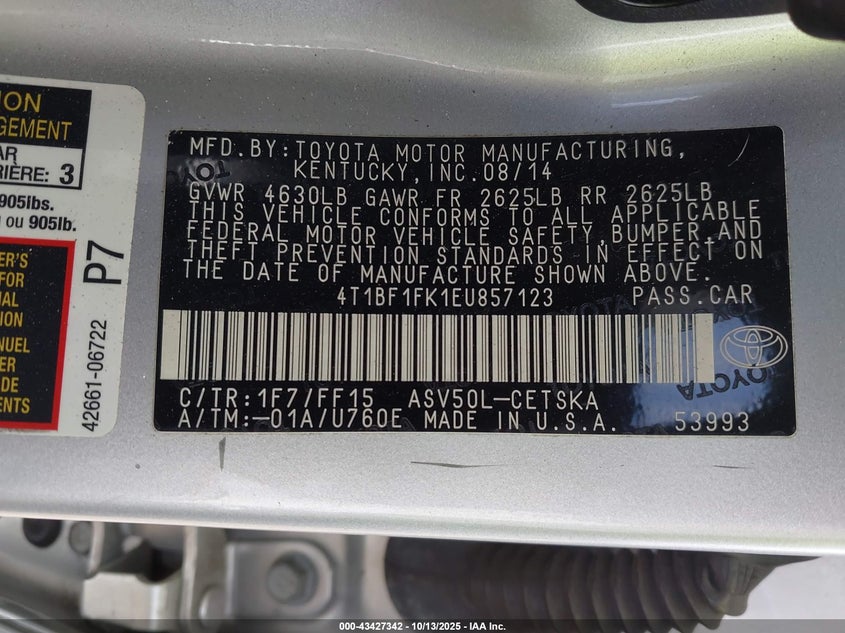 ION
GEMENT
AR
RIÈRE: 3
905lbs.
ou 905lb.
P7
ER'S
FOR
NAL
TION
NUEL
ER
DE
ENTS
42661-06722
MFD.BY:TOYOTA MOTOR MANUFACTURING,
KENTUCKY,INC.08/14
GVWR 4630LB GAWR FR 2625LB RR 2625LB
THIS VEHICLE CONFORMS TO ALL APPLICABLE
FEDERAL MOTOR VEHICLE SAFETY,BUMPER,AND
THEFT PREVENTION STANDARDS IN EFFECT ON
THE DATE OF MANUFACTURE SHOWN ABOVE.
4T1BF1FK1EU857123 PASS.CAR
TOYOTA
C/TR:1F7/FF15 ASV50L-CETSKA
A/TM:-01A/U760E MADE IN U.S.A. 53993
000-43427342 | 10/13/2025 - IAA Inc.